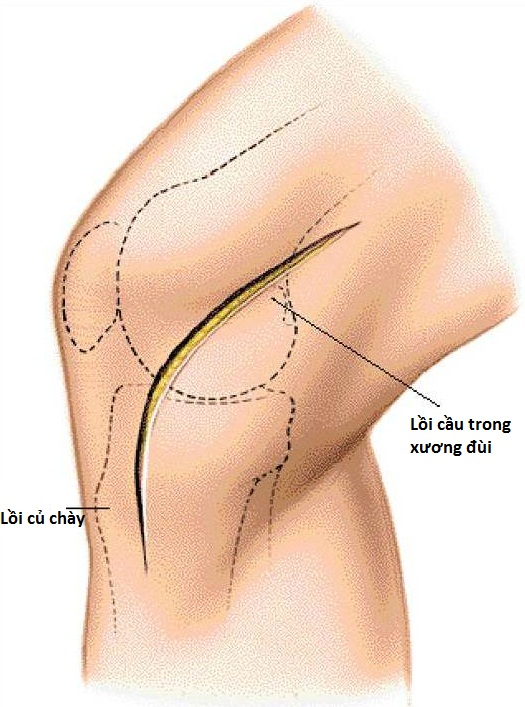 Lồi cầu trong
xương đùi
Lồi củ chày